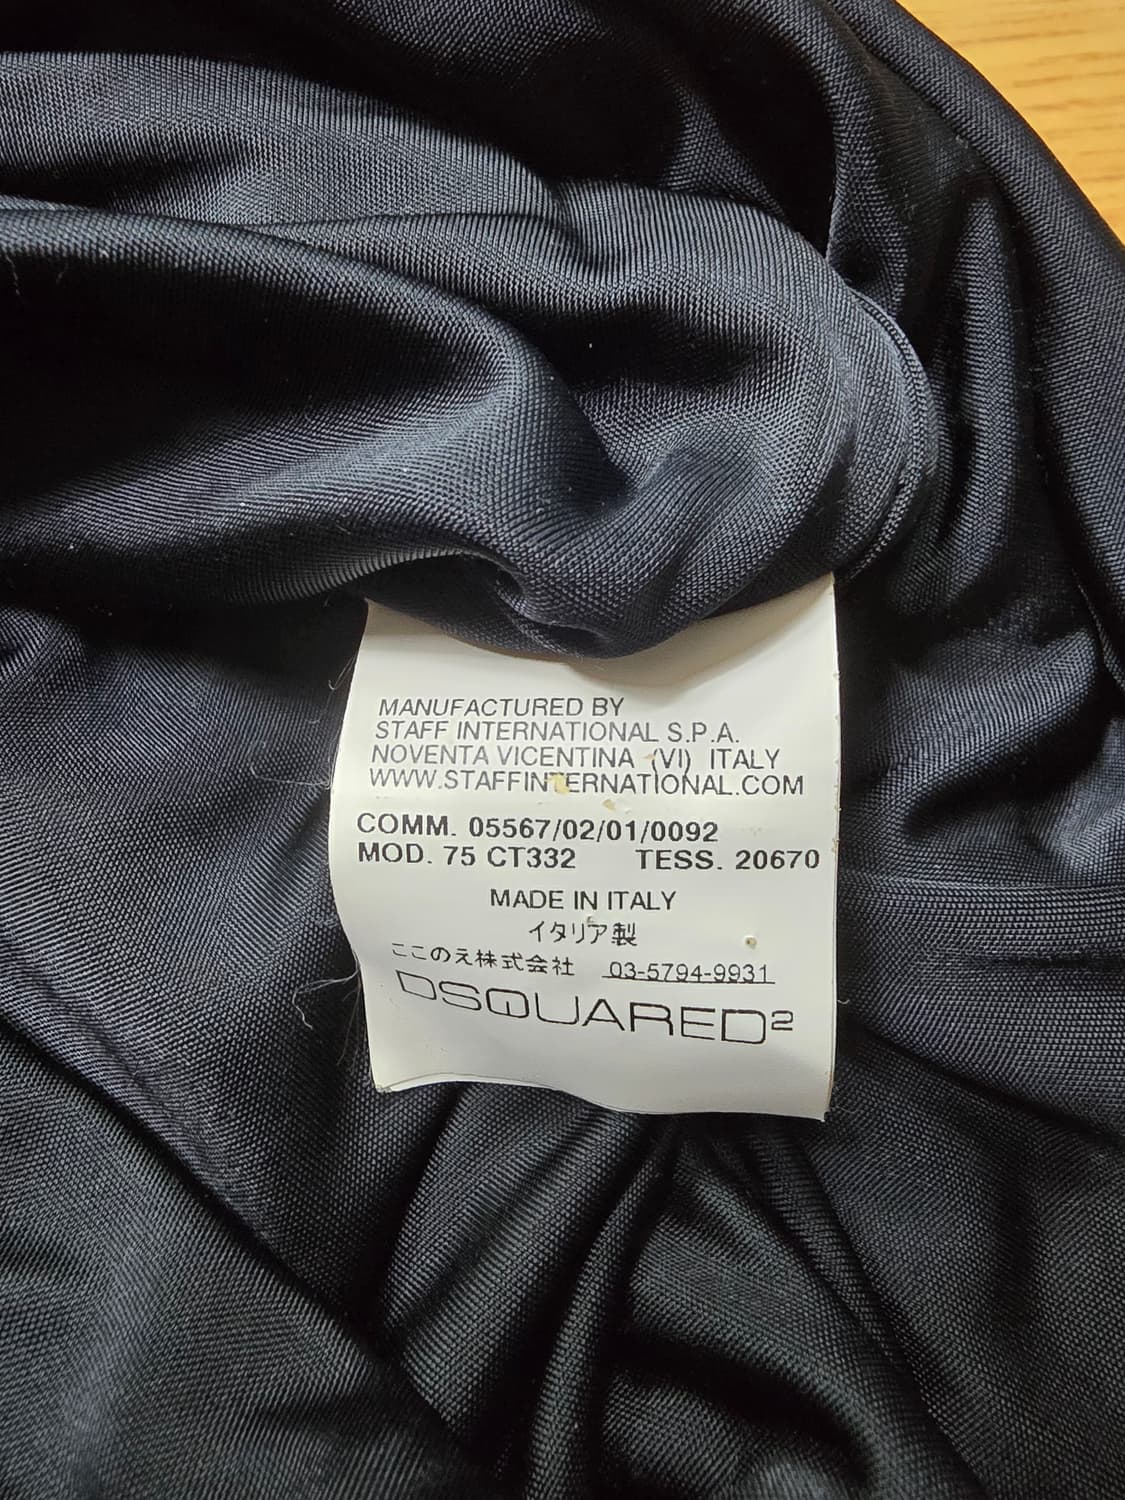 MANUFACTURED BY
STAFF INTERNATIONAL S.P.A.
NOVENTA VICENTINA (VI) ITALY
WWW.STAFFINTERNATIONAL.COM
COMM. 05567/02/01/0092
MOD. 75 CT332 TESS. 20670
MADE IN ITALY
イタリア製
ここのえ株式会社 03-5794-9931
DSQUARED2